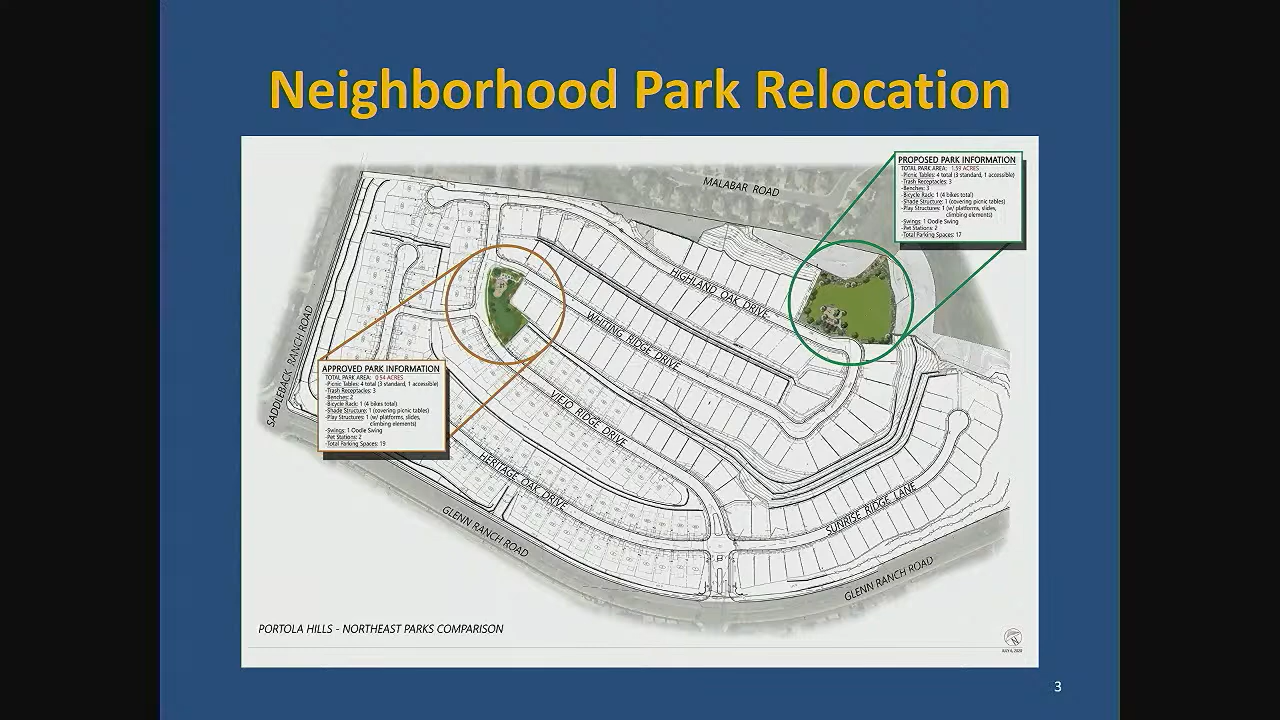 Neighborhood Park Relocation
PROPOSED PARK INFORMATION
TOTAL PARK AREA: 1.59 ACRES
-Picnic Tables: 4 total (3 standard, 1 accessible)
-Trash Receptacles: 3
-Benches: 3
-Bicycle Rack: 1 (4 bikes total)
-Shade Structure: 1 (covering picnic tables)
-Play Structures: 1 (w/ platforms, slides,
climbing elements)
-Swings: 1 Oodle Swing
-Pet Stations: 2
-Total Parking Spaces: 17
MALABAR ROAD
HIGHLAND OAK DRIVE
WAITING RIDGE DRIVE
SADDLEBACK RANCH ROAD
APPROVED PARK INFORMATION
TOTAL PARK AREA: 0.54 ACRES
-Picnic Tables: 4 total (3 standard, 1 accessible)
-Trash Receptacles: 3
-Benches: 2
-Bicycle Rack: 1 (4 bikes total)
-Shade Structure: 1 (covering picnic tables)
-Play Structures: 1 (w/ platforms, slides,
climbing elements)
-Swings: 1 Oodle Swing
-Pet Stations: 2
-Total Parking Spaces: 19
VIEJO RIDGE DRIVE
HERITAGE OAK DRIVE
SUNRISE RIDGE LANE
GLENN RANCH ROAD
GLENN RANCH ROAD
PORTOLA HILLS - NORTHEAST PARKS COMPARISON
JULY 6, 2020
3